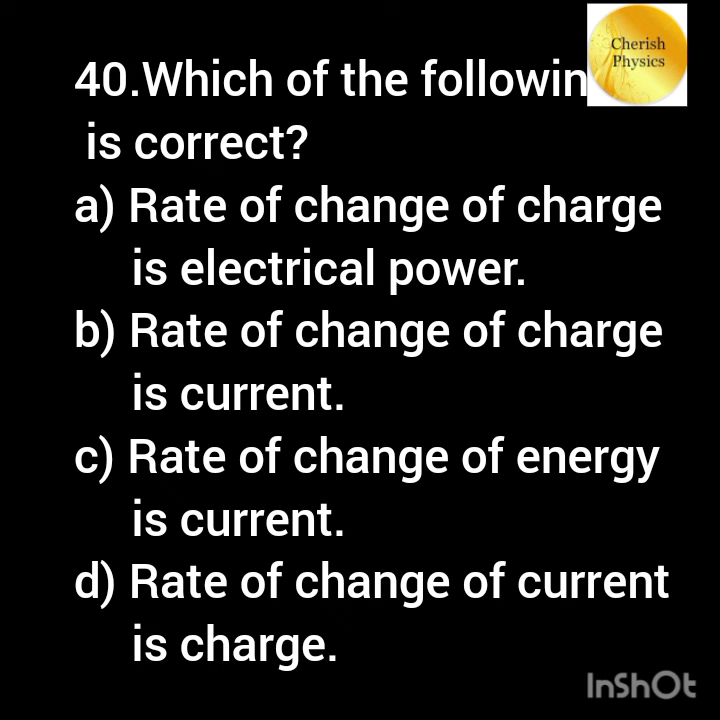 Cherish
Physics
40.Which of the followin
is correct?
a) Rate of change of charge
is electrical power.
b) Rate of change of charge
is current.
c) Rate of change of energy
is current.
d) Rate of change of current
is charge.
InShOt